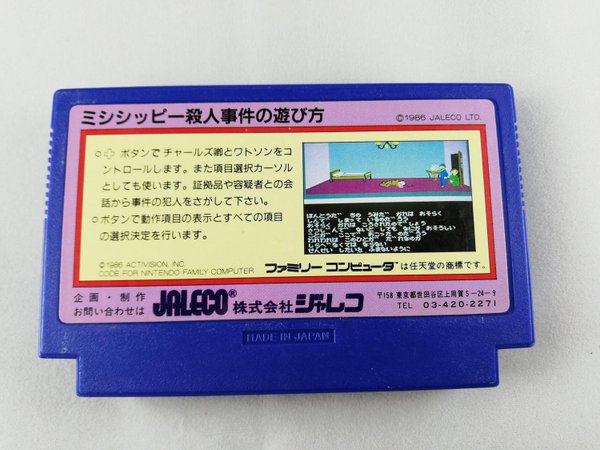 ミシシッピー殺人事件の遊び方
©1986 JALECO LTD.
○✚ ボタンでチャールズ卿とワトソンをコ
ントロールします。また項目選択カーソル
としても使います。証拠品や容疑者との会
話から事件の犯人をさがして下さい。
○ボタンで動作項目の表示とすべての項目
の選択決定を行います。
©1986 ACTIVISION, INC.
CODE FOR NINTENDO FAMILY COMPUTER
ファミリーコンピュータは任天堂の商標です。
企画・制作
お問い合わせは
JALECO® 株式会社ジャレコ
〒158 東京都世田谷区上用賀5-24-9
TEL 03-420-2271
MADE IN JAPAN